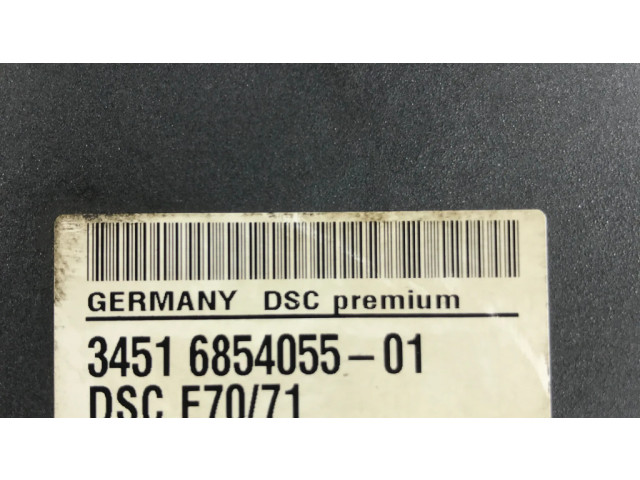 GERMANY DSC premium
3451 6854055-01
DSC E70/71